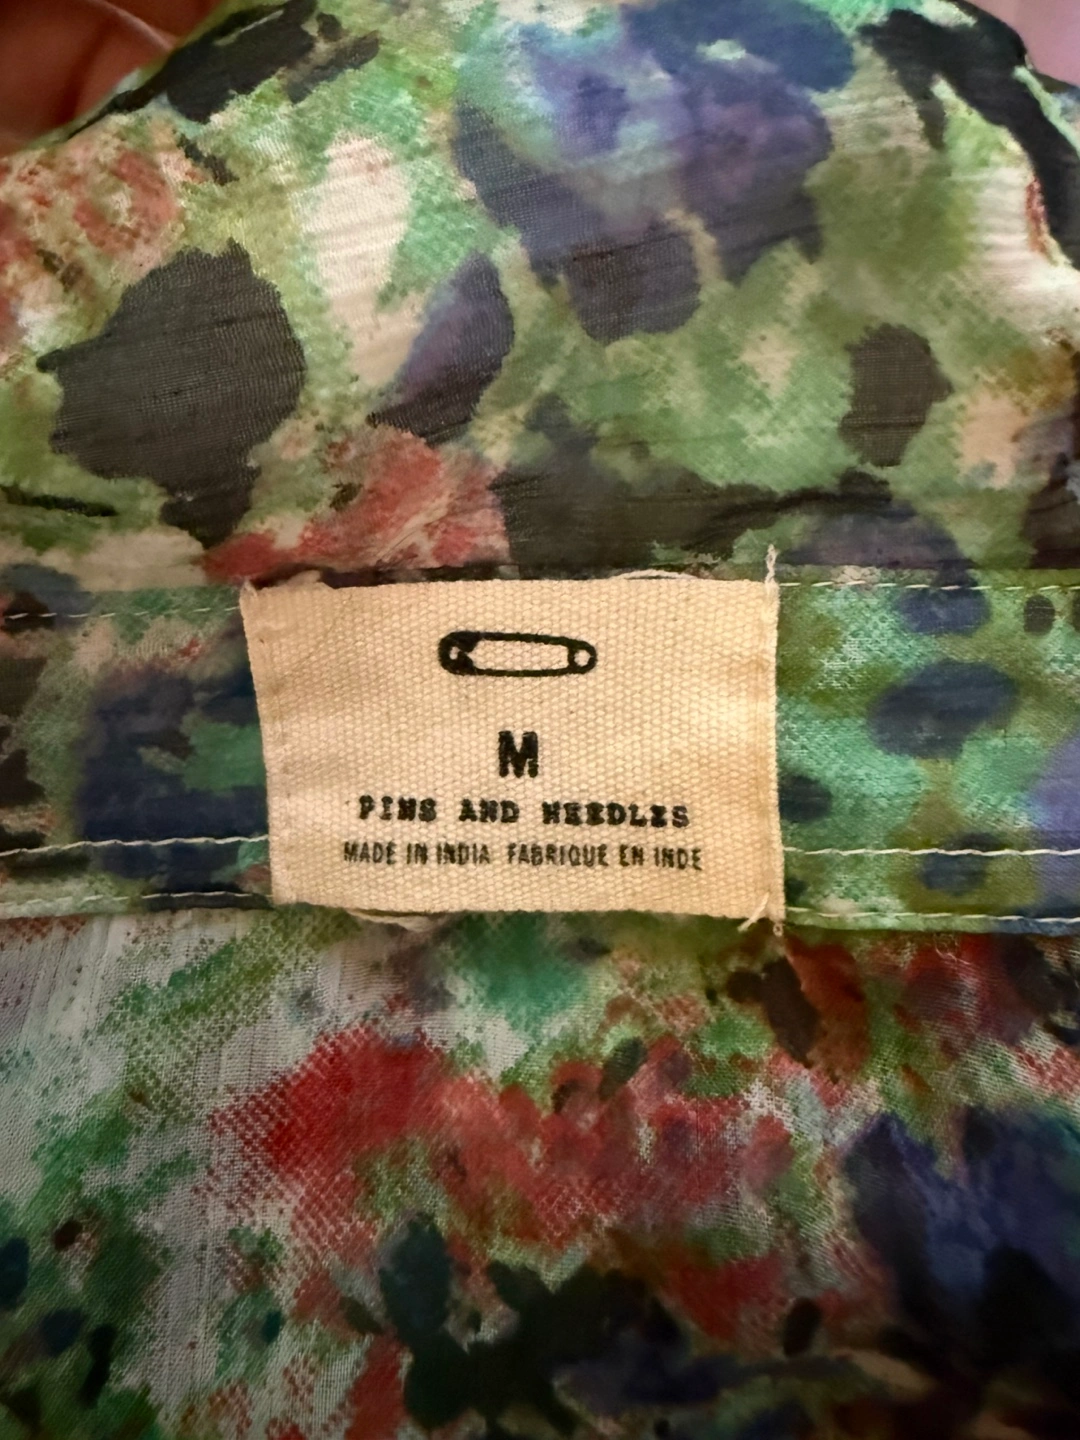 M
PINS AND NEEDLES
MADE IN INDIA FABRIQUE EN INDE